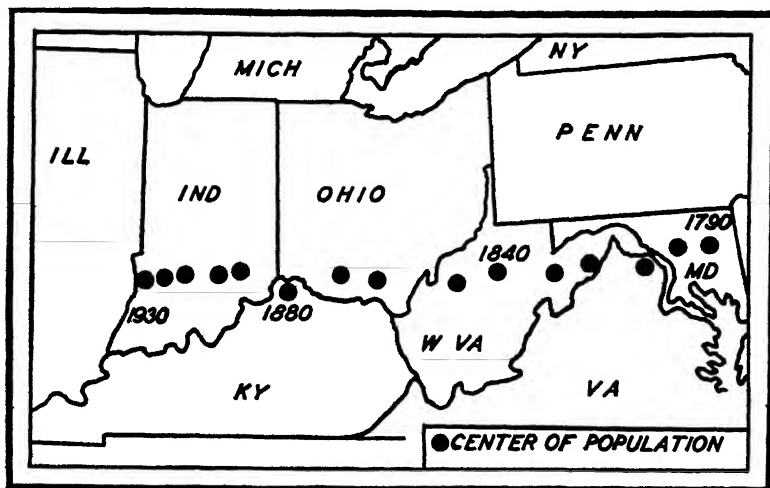 NY
MICH
PENN
ILL
IND
OHIO
1790
1840
MD
1930
1880
W VA
KY
VA
CENTER OF POPULATION